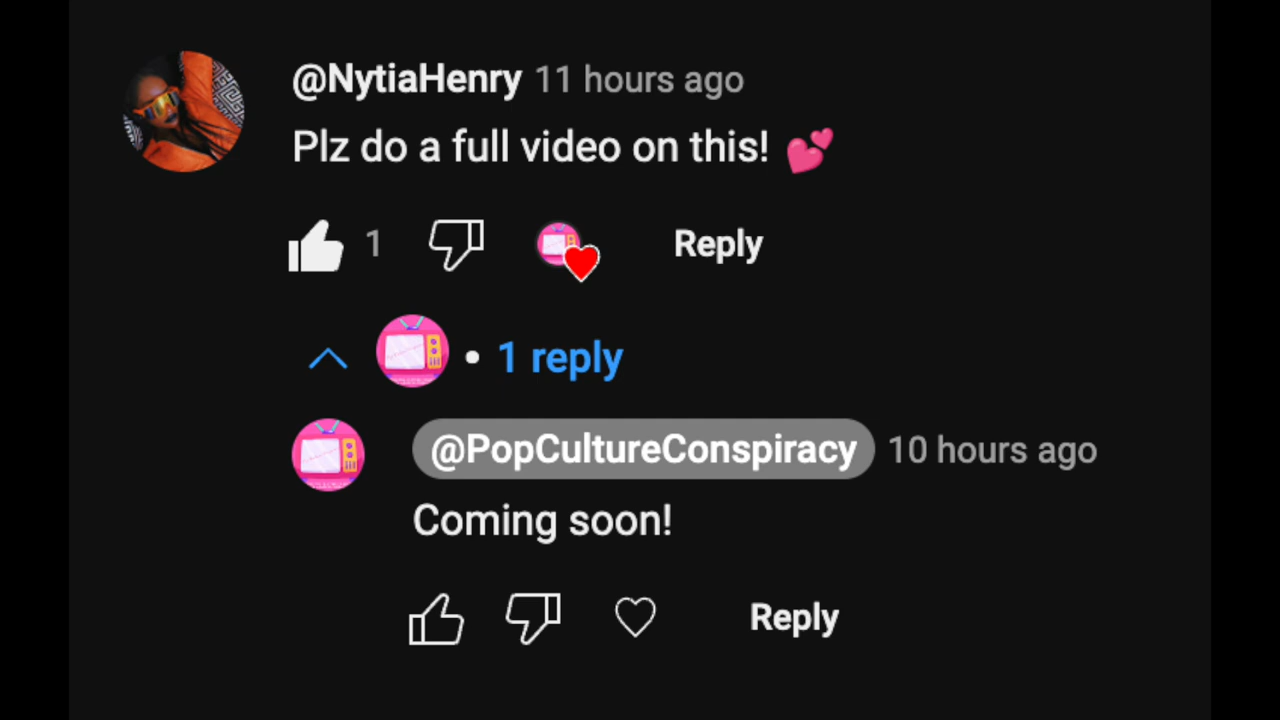 @NytiaHenry 11 hours ago
Plz do a full video on this! 💕
1 Reply
• 1 reply
@PopCultureConspiracy 10 hours ago
Coming soon!
Reply